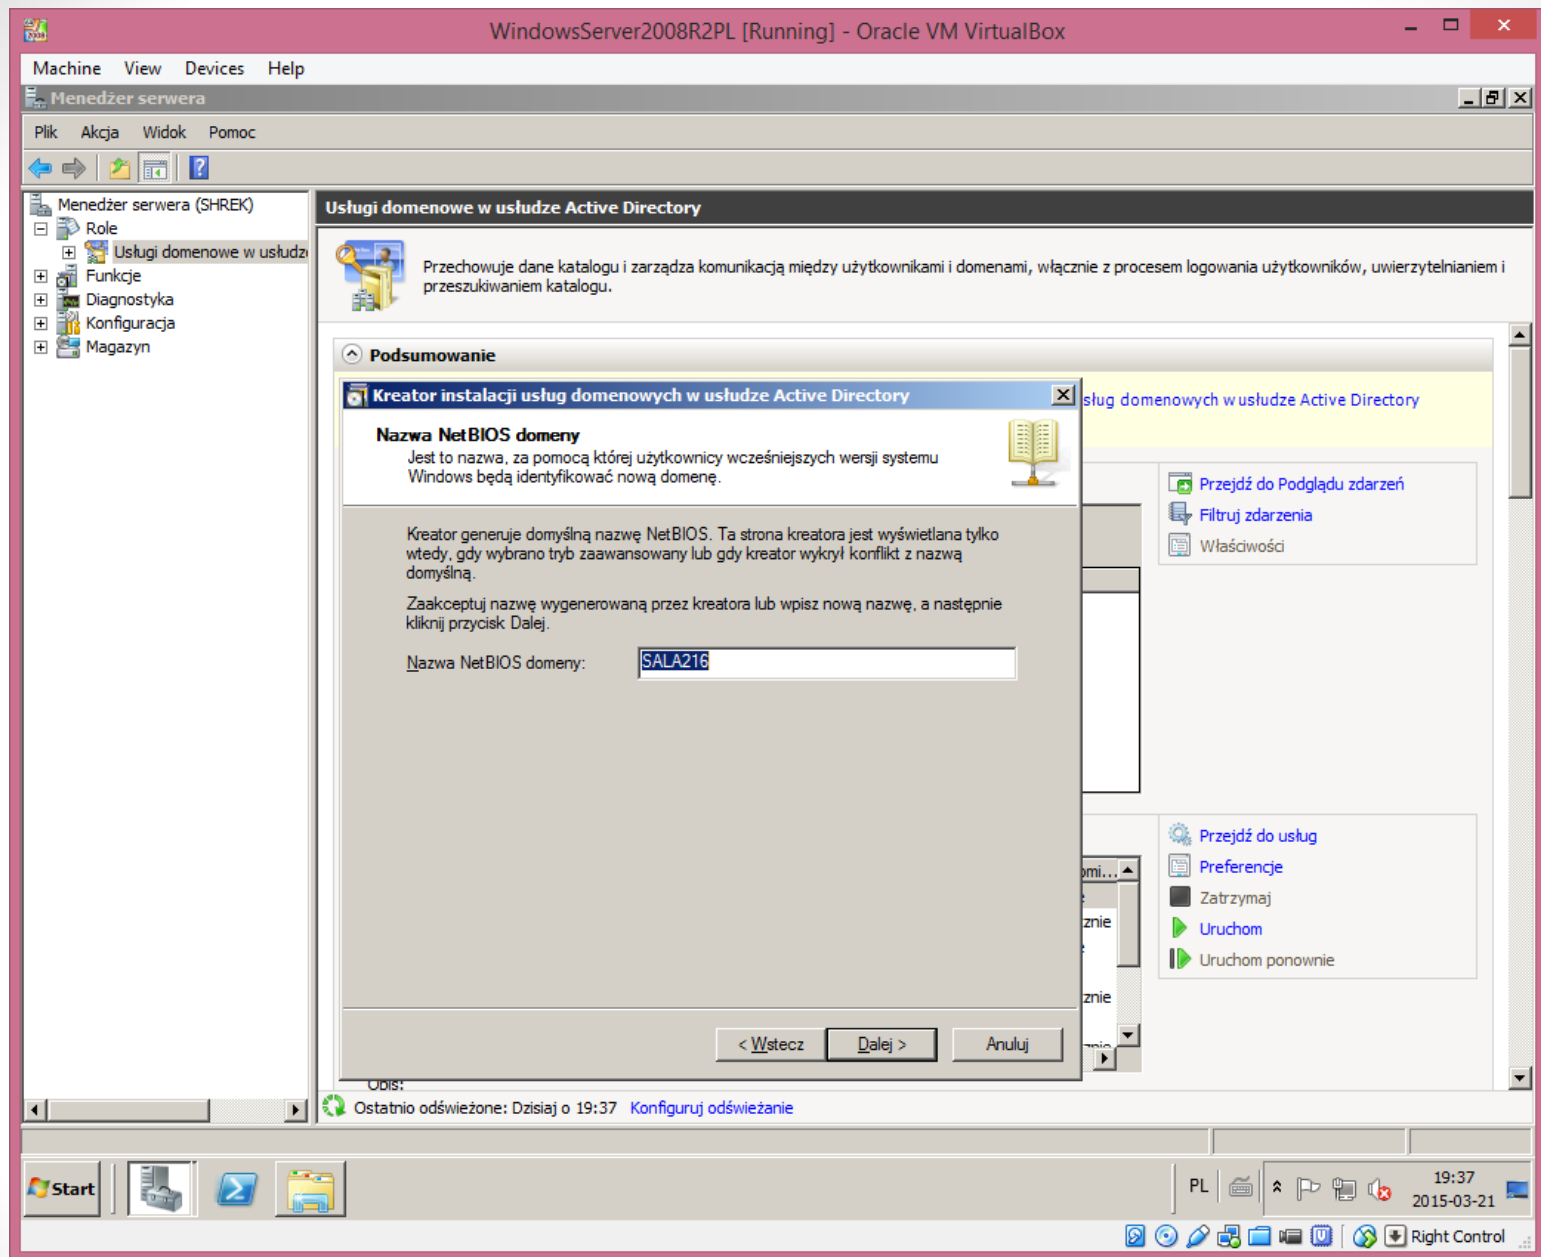 WindowsServer2008R2PL [Running] - Oracle VM VirtualBox
Machine View Devices Help
Menedżer serwera
Plik Akcja Widok Pomoc
Menedżer serwera (SHREK)
Role
Usługi domenowe w usłudz
Funkcje
Diagnostyka
Konfiguracja
Magazyn
Usługi domenowe w usłudze Active Directory
Przechowuje dane katalogu i zarządza komunikacją między użytkownikami i domenami, włącznie z procesem logowania użytkowników, uwierzytelnianiem i
przeszukiwaniem katalogu.
Podsumowanie
sług domenowych w usłudze Active Directory
Kreator instalacji usług domenowych w usłudze Active Directory
Nazwa NetBIOS domeny
Jest to nazwa, za pomocą której użytkownicy wcześniejszych wersji systemu
Windows będą identyfikować nową domenę.
Kreator generuje domyślną nazwę NetBIOS. Ta strona kreatora jest wyświetlana tylko
wtedy, gdy wybrano tryb zaawansowany lub gdy kreator wykrył konflikt z nazwą
domyślną.
Zaakceptuj nazwę wygenerowaną przez kreatora lub wpisz nową nazwę, a następnie
kliknij przycisk Dalej.
Nazwa NetBIOS domeny: SALA216
< Wstecz Dalej > Anuluj
Przejdź do Podglądu zdarzeń
Filtruj zdarzenia
Właściwości
Przejdź do usług
Preferencje
Zatrzymaj
Uruchom
Uruchom ponownie
omi...
znie
znie
Opis:
Ostatnio odświeżone: Dzisiaj o 19:37 Konfiguruj odświeżanie
Start
PL
19:37
2015-03-21
Right Control